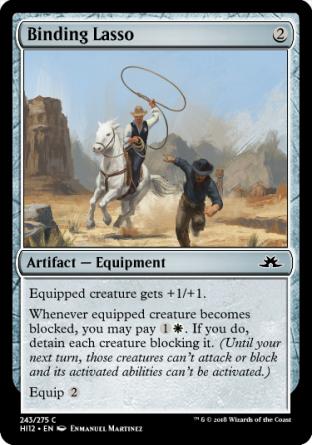 Binding Lasso 2
Artifact — Equipment
Equipped creature gets +1/+1.
Whenever equipped creature becomes
blocked, you may pay 1. If you do,
detain each creature blocking it. (Until your
next turn, those creatures can't attack or block
and its activated abilities can't be activated.)
Equip 2
243/275 C
HI12 • EN Enmanuel Martinez
™ & © 2018 Wizards of the Coast